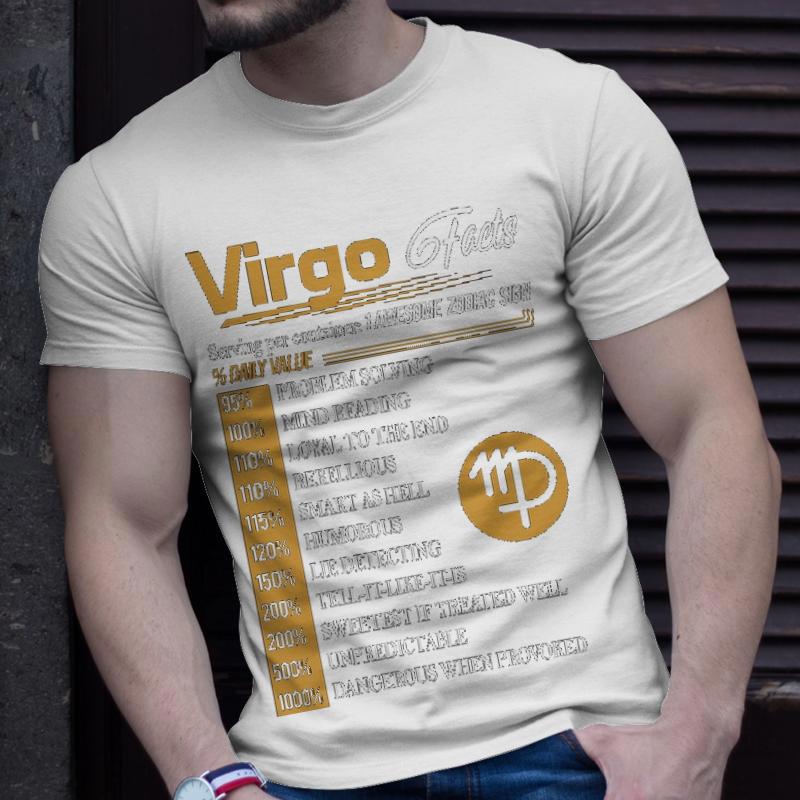 Virgo Facts
Serving per container: 1 AWESOME ZODIAC SIGN
% DAILY VALUE
95% PROBLEM SOLVING
100% MIND READING
110% LOYAL TO THE END
110% REBELLIOUS
115% SMART AS HELL
120% HUMOROUS
150% LIE DETECTING
200% TELL-IT-LIKE-IT-IS
200% SWEETEST IF TREATED WELL
500% UNPREDICTABLE
1000% DANGEROUS WHEN PROVOKED